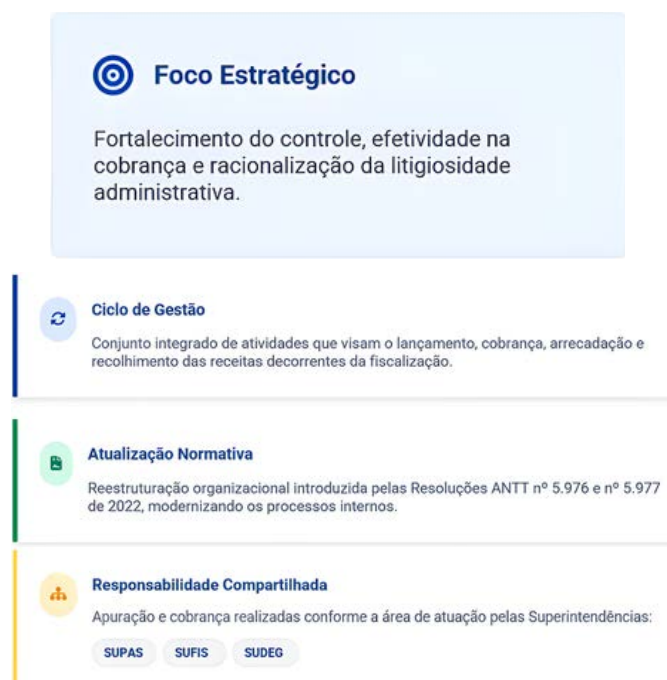 Foco Estratégico
Fortalecimento do controle, efetividade na
cobrança e racionalização da litigiosidade
administrativa.
Ciclo de Gestão
Conjunto integrado de atividades que visam o lançamento, cobrança, arrecadação e
recolhimento das receitas decorrentes da fiscalização.
Atualização Normativa
Reestruturação organizacional introduzida pelas Resoluções ANTT nº 5.976 e nº 5.977
de 2022, modernizando os processos internos.
Responsabilidade Compartilhada
Apuração e cobrança realizadas conforme a área de atuação pelas Superintendências:
SUPAS SUFIS SUDEG